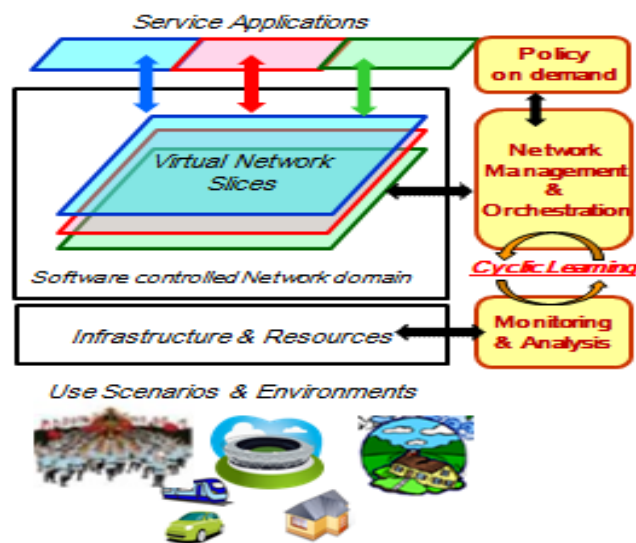 Service Applications
Policy
on demand
Virtual Network
Slices
Network
Management
&
Orchestration
Software controlled Network domain
Cyclic Learning
Infrastructure & Resources
Monitoring
& Analysis
Use Scenarios & Environments